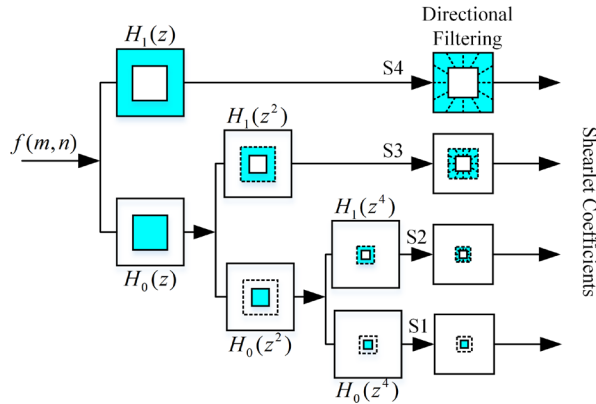 Directional
Filtering
H₁(z)
S4
f(m,n)
H₁(z²)
S3
H₀(z)
H₁(z⁴)
S2
H₀(z²)
S1
H₀(z⁴)
Shearlet Coefficients